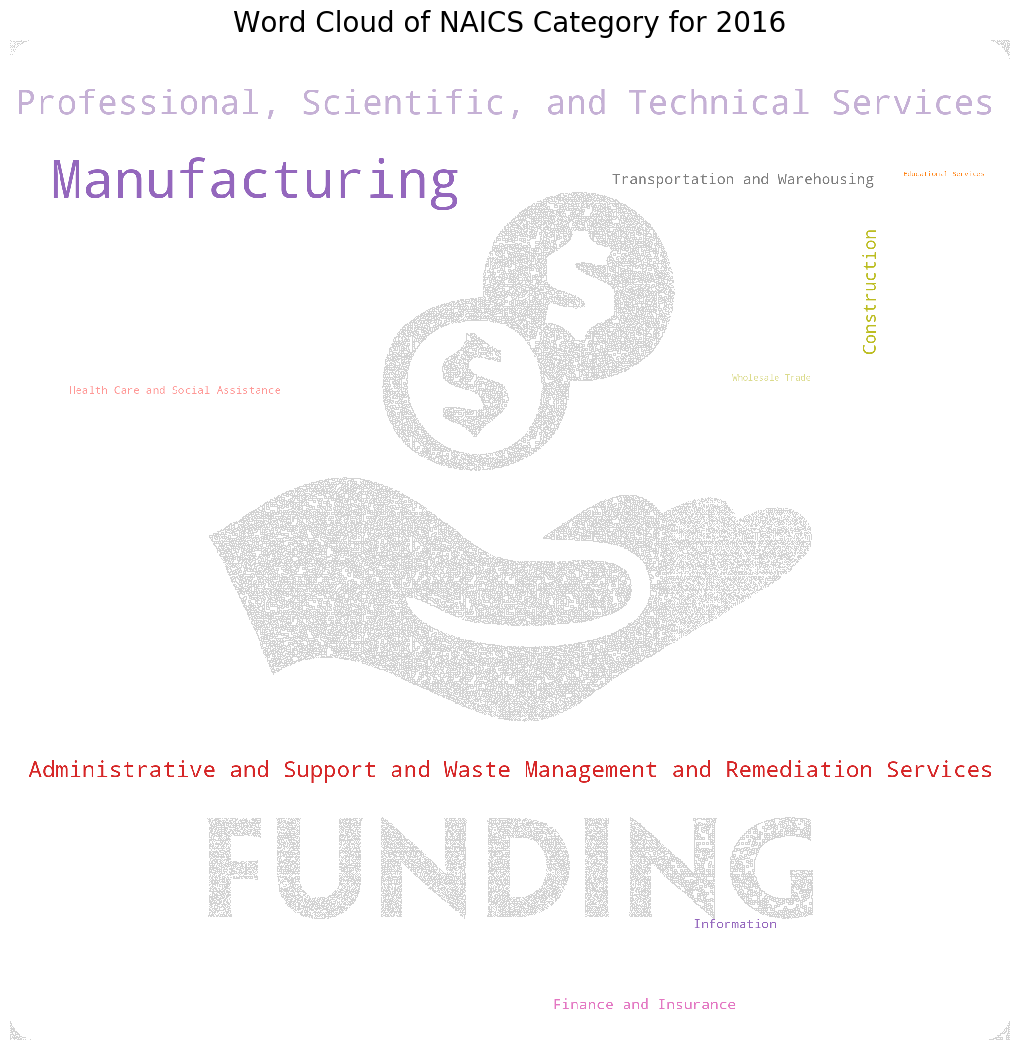 Word Cloud of NAICS Category for 2016
Professional, Scientific, and Technical Services
Manufacturing
Transportation and Warehousing
Educational Services
Construction
$
$
Wholesale Trade
Health Care and Social Assistance
Administrative and Support and Waste Management and Remediation Services
FUNDING
Information
Finance and Insurance